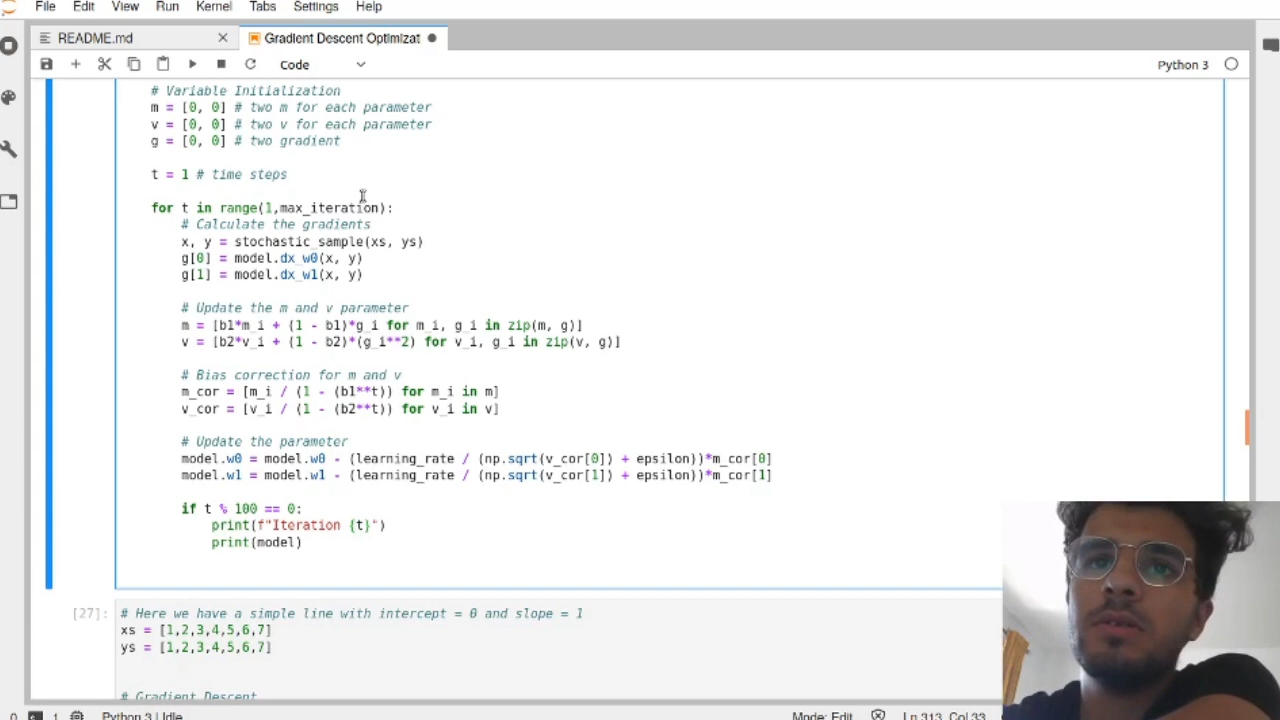 File Edit View Run Kernel Tabs Settings Help
README.md Gradient Descent Optimizat
Code Python 3
# Variable Initialization
m = [0, 0] # two m for each parameter
v = [0, 0] # two v for each parameter
g = [0, 0] # two gradient
t = 1 # time steps
for t in range(1,max_iteration):
# Calculate the gradients
x, y = stochastic_sample(xs, ys)
g[0] = model.dx_w0(x, y)
g[1] = model.dx_w1(x, y)
# Update the m and v parameter
m = [b1*m_i + (1 - b1)*g_i for m_i, g_i in zip(m, g)]
v = [b2*v_i + (1 - b2)*(g_i**2) for v_i, g_i in zip(v, g)]
# Bias correction for m and v
m_cor = [m_i / (1 - (b1**t)) for m_i in m]
v_cor = [v_i / (1 - (b2**t)) for v_i in v]
# Update the parameter
model.w0 = model.w0 - (learning_rate / (np.sqrt(v_cor[0]) + epsilon))*m_cor[0]
model.w1 = model.w1 - (learning_rate / (np.sqrt(v_cor[1]) + epsilon))*m_cor[1]
if t % 100 == 0:
print(f"Iteration {t}")
print(model)
[27]: # Here we have a simple line with intercept = 0 and slope = 1
xs = [1,2,3,4,5,6,7]
ys = [1,2,3,4,5,6,7]
# Gradient Descent
0 1 Python 3 | Idle Mode: Edit Ln 313, Col 33